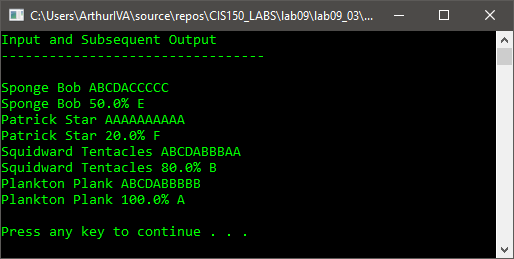 C:\Users\ArthurIVA\source\repos\CIS150_LABS\lab09\lab09_03\...
Input and Subsequent Output
---------------------------------
Sponge Bob ABCDACCCCC
Sponge Bob 50.0% E
Patrick Star AAAAAAAAAA
Patrick Star 20.0% F
Squidward Tentacles ABCDABBBAA
Squidward Tentacles 80.0% B
Plankton Plank ABCDABBBBB
Plankton Plank 100.0% A
Press any key to continue . . .